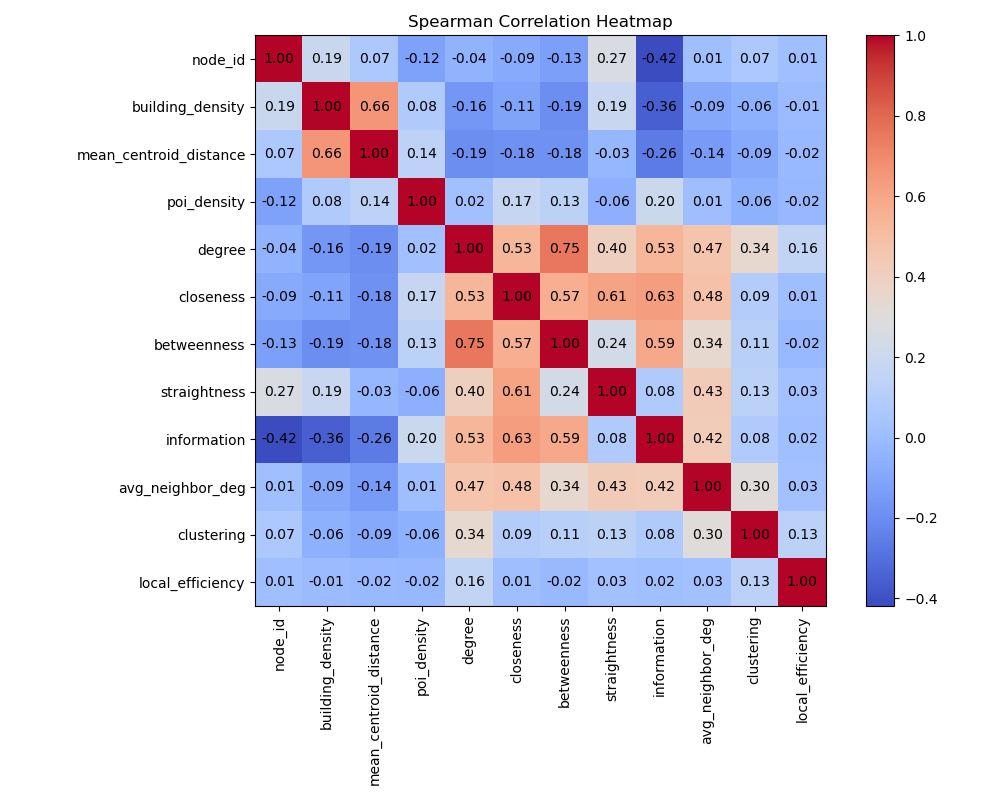 Spearman Correlation Heatmap
node_id 1.00 0.19 0.07 -0.12 -0.04 -0.09 -0.13 0.27 -0.42 0.01 0.07 0.01
building_density 0.19 1.00 0.66 0.08 -0.16 -0.11 -0.19 0.19 -0.36 -0.09 -0.06 -0.01
mean_centroid_distance 0.07 0.66 1.00 0.14 -0.19 -0.18 -0.18 -0.03 -0.26 -0.14 -0.09 -0.02
poi_density -0.12 0.08 0.14 1.00 0.02 0.17 0.13 -0.06 0.20 0.01 -0.06 -0.02
degree -0.04 -0.16 -0.19 0.02 1.00 0.53 0.75 0.40 0.53 0.47 0.34 0.16
closeness -0.09 -0.11 -0.18 0.17 0.53 1.00 0.57 0.61 0.63 0.48 0.09 0.01
betweenness -0.13 -0.19 -0.18 0.13 0.75 0.57 1.00 0.24 0.59 0.34 0.11 -0.02
straightness 0.27 0.19 -0.03 -0.06 0.40 0.61 0.24 1.00 0.08 0.43 0.13 0.03
information -0.42 -0.36 -0.26 0.20 0.53 0.63 0.59 0.08 1.00 0.42 0.08 0.02
avg_neighbor_deg 0.01 -0.09 -0.14 0.01 0.47 0.48 0.34 0.43 0.42 1.00 0.30 0.03
clustering 0.07 -0.06 -0.09 -0.06 0.34 0.09 0.11 0.13 0.08 0.30 1.00 0.13
local_efficiency 0.01 -0.01 -0.02 -0.02 0.16 0.01 -0.02 0.03 0.02 0.03 0.13 1.00
node_id
building_density
mean_centroid_distance
poi_density
degree
closeness
betweenness
straightness
information
avg_neighbor_deg
clustering
local_efficiency
1.0
0.8
0.6
0.4
0.2
0.0
−0.2
−0.4